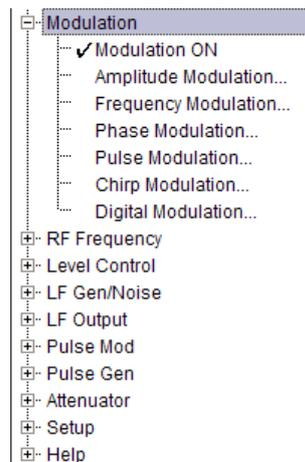 Modulation
Modulation ON
Amplitude Modulation...
Frequency Modulation...
Phase Modulation...
Pulse Modulation...
Chirp Modulation...
Digital Modulation...
RF Frequency
Level Control
LF Gen/Noise
LF Output
Pulse Mod
Pulse Gen
Attenuator
Setup
Help